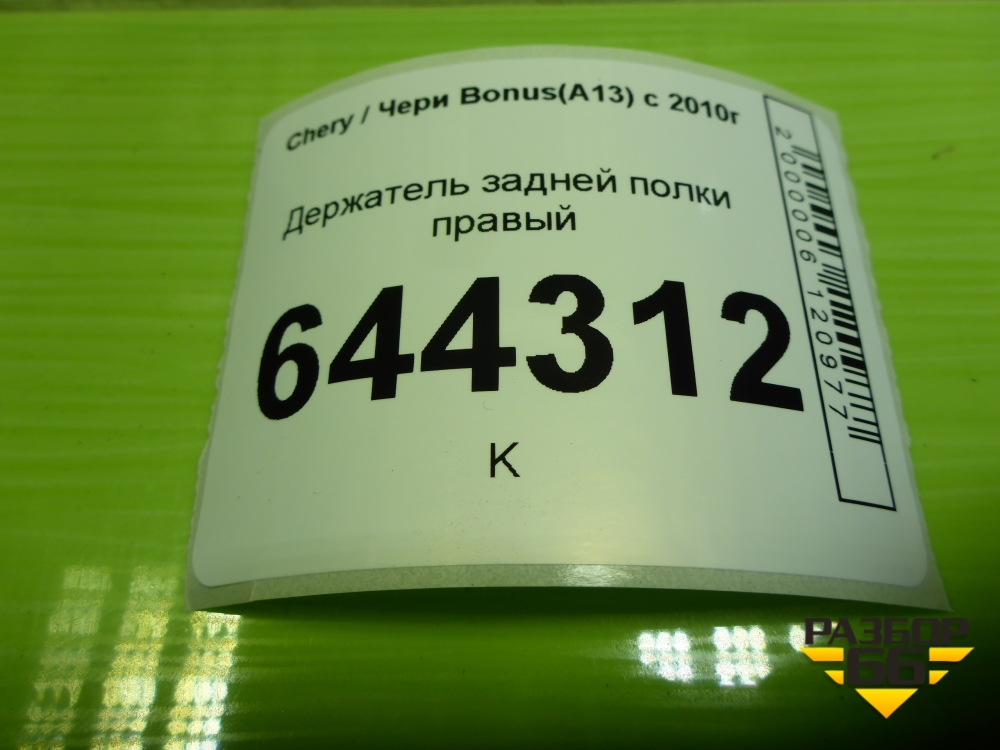 Chery / Чери Bonus(A13) с 2010г
Держатель задней полки
правый
644312
К
2000006120977
РАЗБОР
66